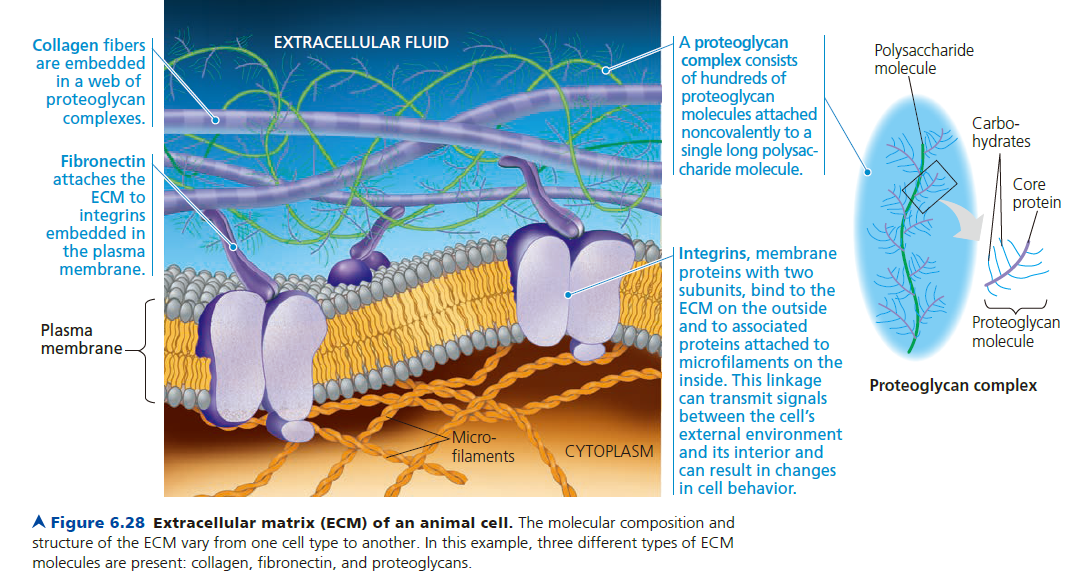 Collagen fibers
are embedded
in a web of
proteoglycan
complexes.
Fibronectin
attaches the
ECM to
integrins
embedded in
the plasma
membrane.
Plasma
membrane
EXTRACELLULAR FLUID
Micro-
filaments
CYTOPLASM
A proteoglycan
complex consists
of hundreds of
proteoglycan
molecules attached
noncovalently to a
single long polysac-
charide molecule.
Integrins, membrane
proteins with two
subunits, bind to the
ECM on the outside
and to associated
proteins attached to
microfilaments on the
inside. This linkage
can transmit signals
between the cell’s
external environment
and its interior and
can result in changes
in cell behavior.
Polysaccharide
molecule
Carbo-
hydrates
Core
protein
Proteoglycan
molecule
Proteoglycan complex
Figure 6.28 Extracellular matrix (ECM) of an animal cell. The molecular composition and
structure of the ECM vary from one cell type to another. In this example, three different types of ECM
molecules are present: collagen, fibronectin, and proteoglycans.